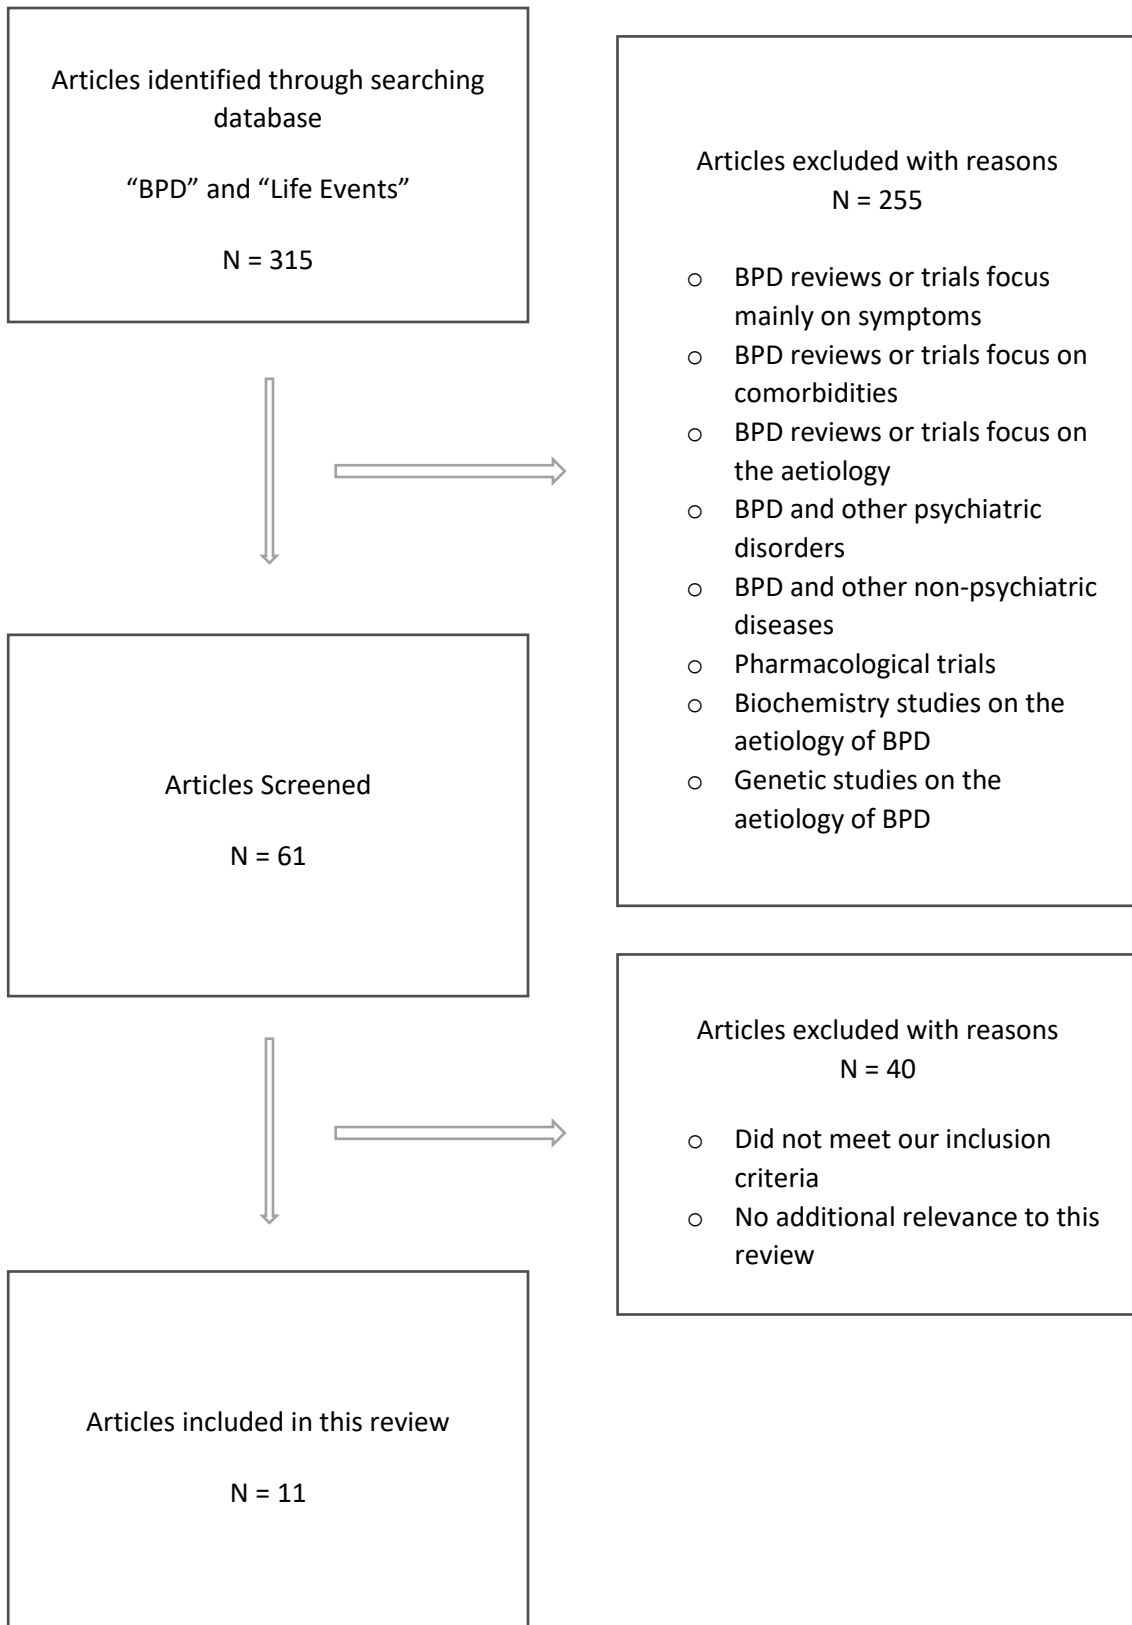 Articles identified through searching
database
“BPD” and “Life Events”
N = 315
Articles excluded with reasons
N = 255
o BPD reviews or trials focus
mainly on symptoms
o BPD reviews or trials focus on
comorbidities
o BPD reviews or trials focus on
the aetiology
o BPD and other psychiatric
disorders
o BPD and other non-psychiatric
diseases
o Pharmacological trials
o Biochemistry studies on the
aetiology of BPD
o Genetic studies on the
aetiology of BPD
Articles Screened
N = 61
Articles excluded with reasons
N = 40
o Did not meet our inclusion
criteria
o No additional relevance to this
review
Articles included in this review
N = 11